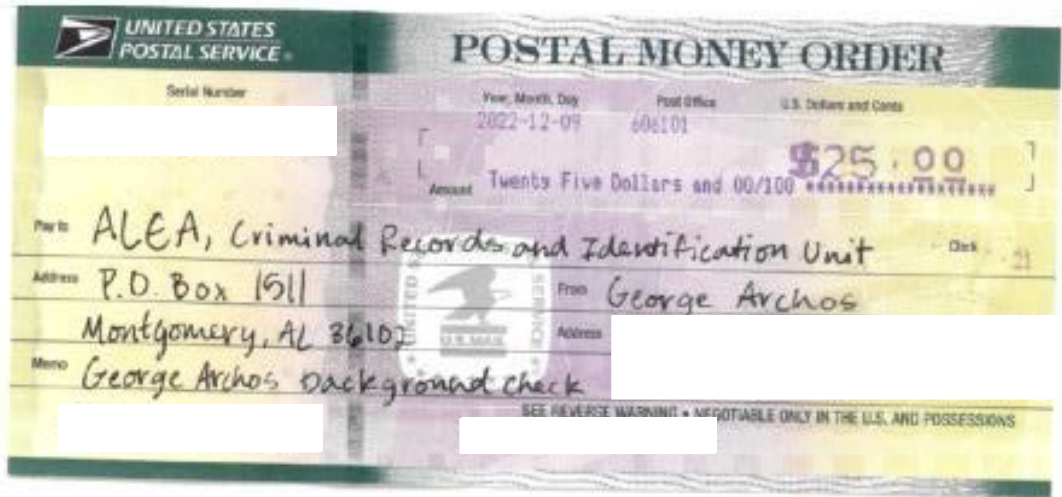 UNITED STATES
POSTAL SERVICE
POSTAL MONEY ORDER
Serial Number
Year, Month, Day
Post Office
U.S. Dollars and Cents
2022-12-09
606101
$25.00
Amount
Twenty Five Dollars and 00/100 ********************
Pay to
ALEA, Criminal Records and Identification Unit
Clerk
Address
P.O. Box 1511
From
George Archos
Montgomery, AL 36102
Address
Memo
George Archos background check
UNITED
SERVICE
U.S. MAIL
SEE REVERSE WARNING • NEGOTIABLE ONLY IN THE U.S. AND POSSESSIONS